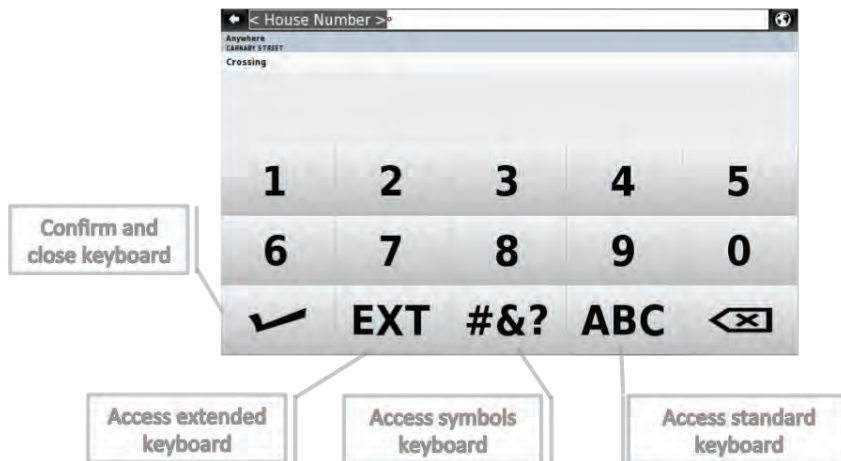 < House Number >
Anywhere
CARNABY STREET
Crossing
1 2 3 4 5
Confirm and
close keyboard
6 7 8 9 0
EXT #&? ABC
Access extended
keyboard
Access symbols
keyboard
Access standard
keyboard